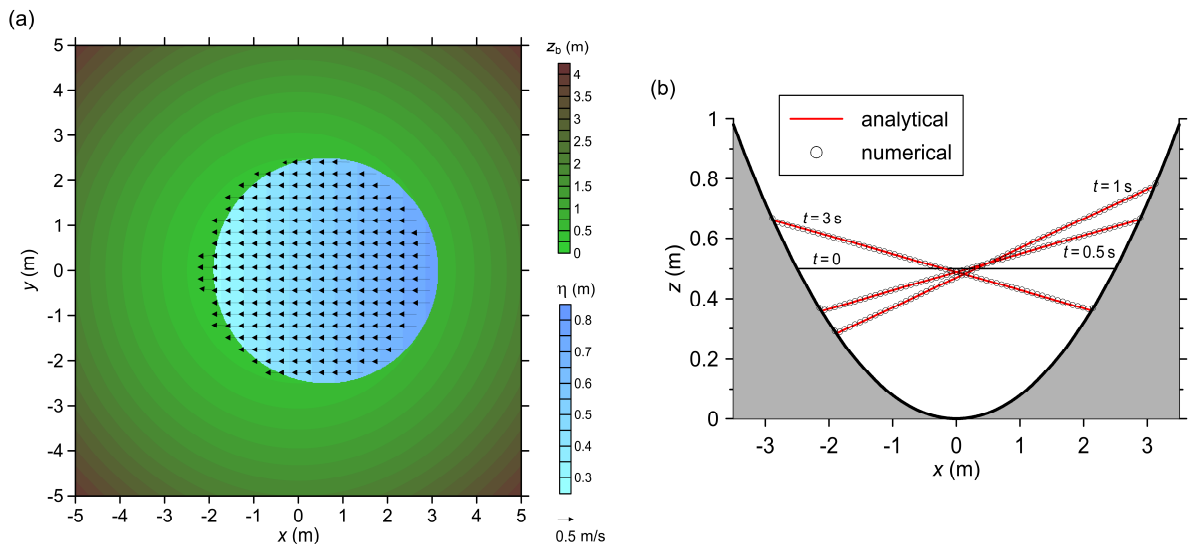 (a)
z_b (m)
5
4
3
2
1
0
-1
-2
-3
-4
-5
y (m)
-5 -4 -3 -2 -1 0 1 2 3 4 5
x (m)
4
3.5
3
2.5
2
1.5
1
0.5
0
η (m)
0.8
0.7
0.6
0.5
0.4
0.3
0.5 m/s
(b)
analytical
numerical
1
0.8
0.6
0.4
0.2
0
z (m)
t = 1 s
t = 3 s
t = 0
t = 0.5 s
-3 -2 -1 0 1 2 3
x (m)